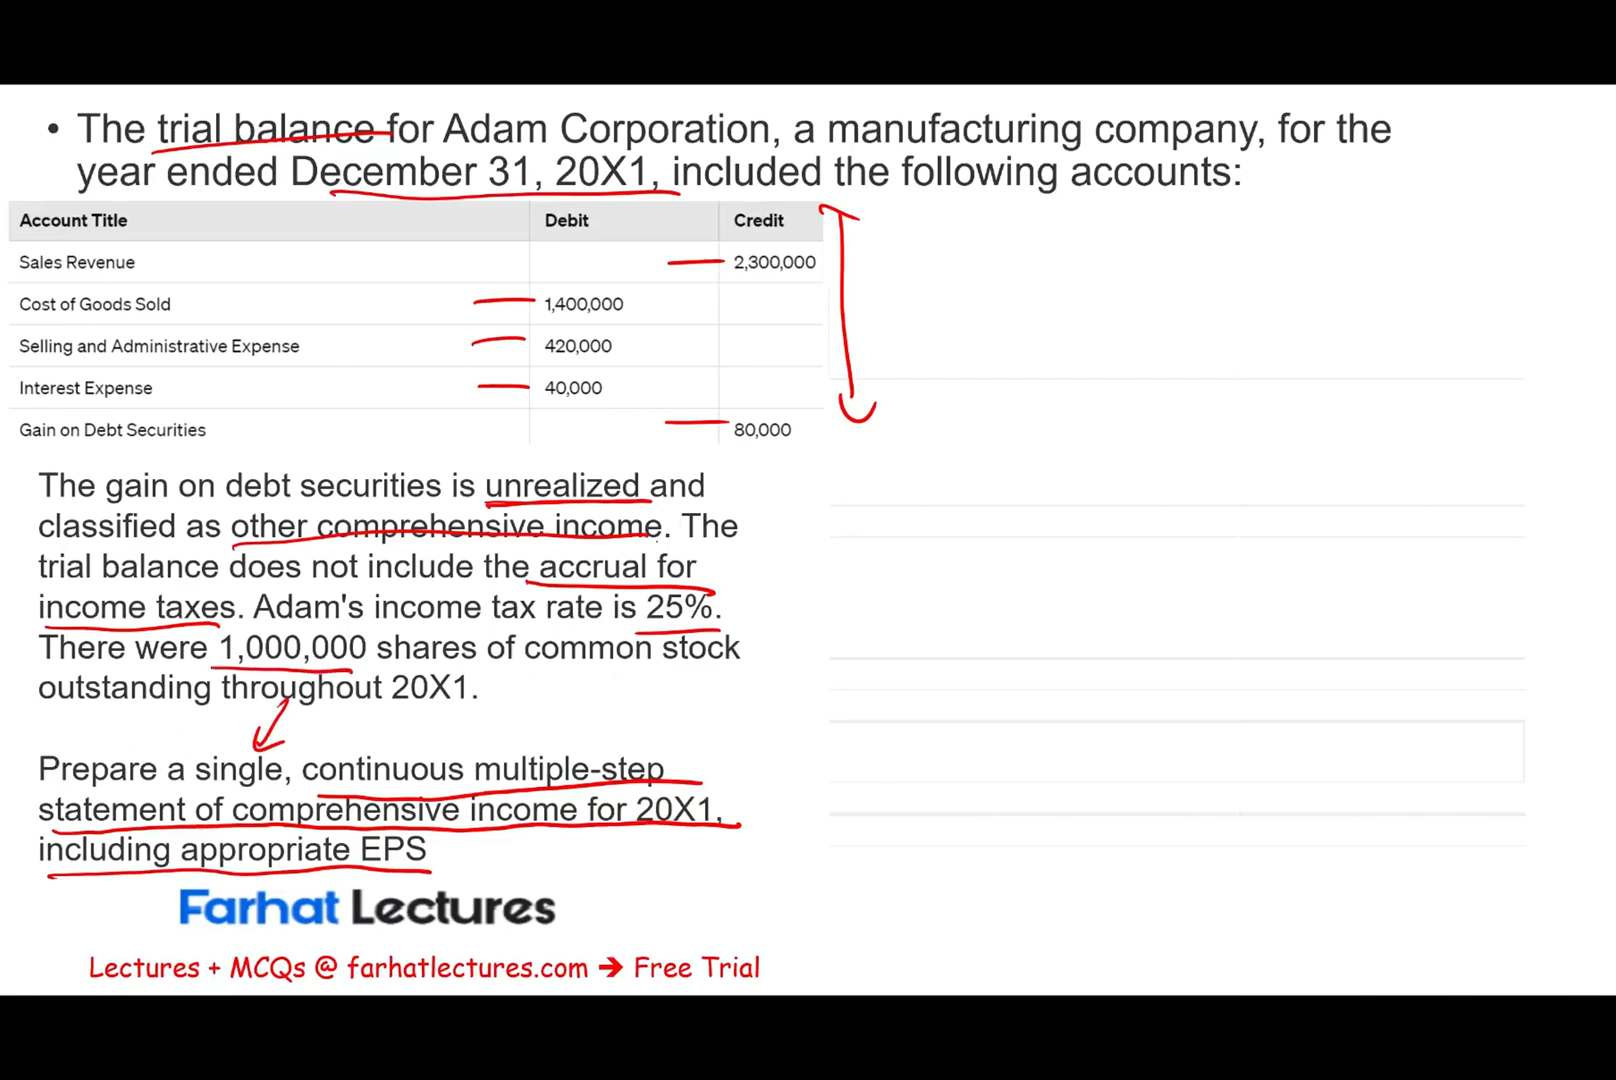 • The trial balance for Adam Corporation, a manufacturing company, for the
year ended December 31, 20X1, included the following accounts:
Account Title Debit Credit
Sales Revenue 2,300,000
Cost of Goods Sold 1,400,000
Selling and Administrative Expense 420,000
Interest Expense 40,000
Gain on Debt Securities 80,000
The gain on debt securities is unrealized and
classified as other comprehensive income. The
trial balance does not include the accrual for
income taxes. Adam's income tax rate is 25%.
There were 1,000,000 shares of common stock
outstanding throughout 20X1.
Prepare a single, continuous multiple-step
statement of comprehensive income for 20X1,
including appropriate EPS
Farhat Lectures
Lectures + MCQs @ farhatlectures.com → Free Trial